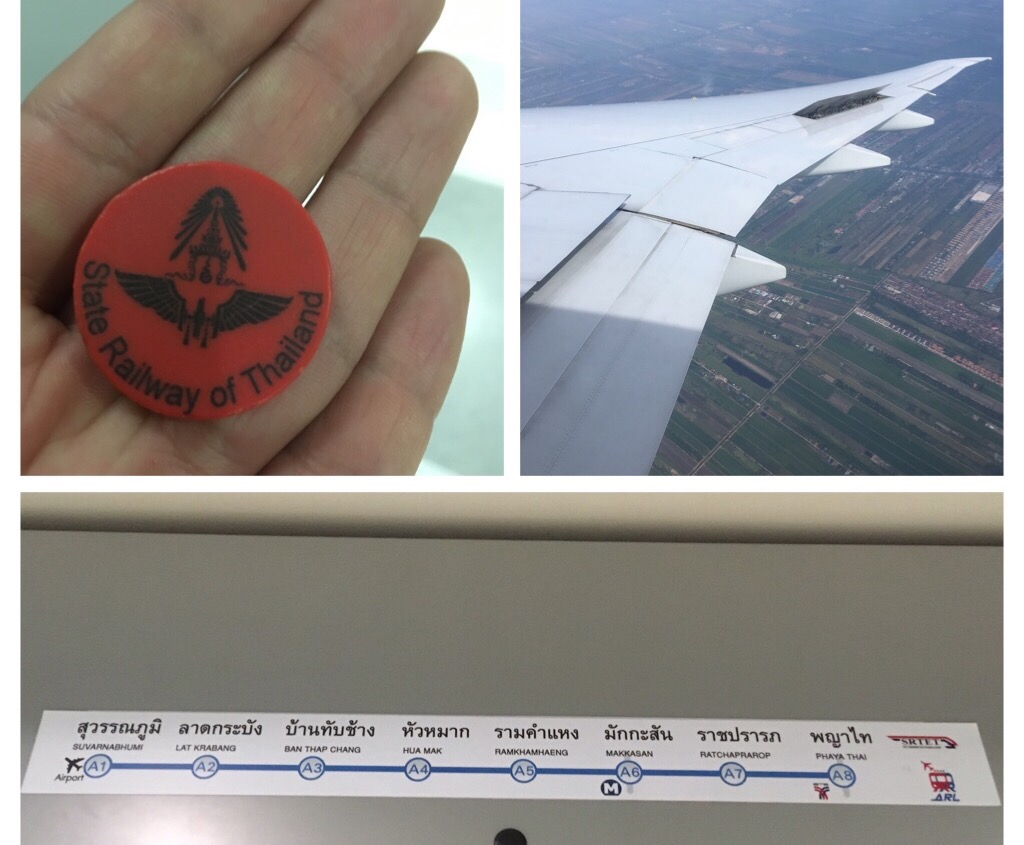 State Railway of Thailand
สุวรรณภูมิ ลาดกระบัง บ้านทับช้าง หัวหมาก รามคำแหง มักกะสัน ราชปรารภ พญาไท
SUVARNABHUMI LAT KRABANG BAN THAP CHANG HUA MAK RAMKHAMHAENG MAKKASAN RATCHAPRAROP PHAYA THAI
SRTET
A1 A2 A3 A4 A5 A6 A7 A8
Airport
M
ARL